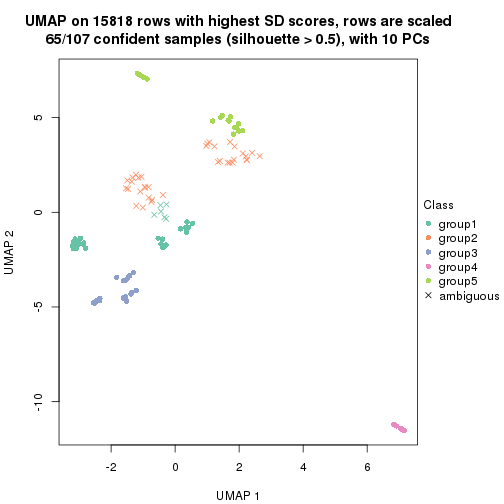 UMAP on 15818 rows with highest SD scores, rows are scaled
65/107 confident samples (silhouette > 0.5), with 10 PCs
5
0
-5
-10
UMAP 2
-2
0
2
4
6
UMAP 1
Class
group1
group2
group3
group4
group5
ambiguous